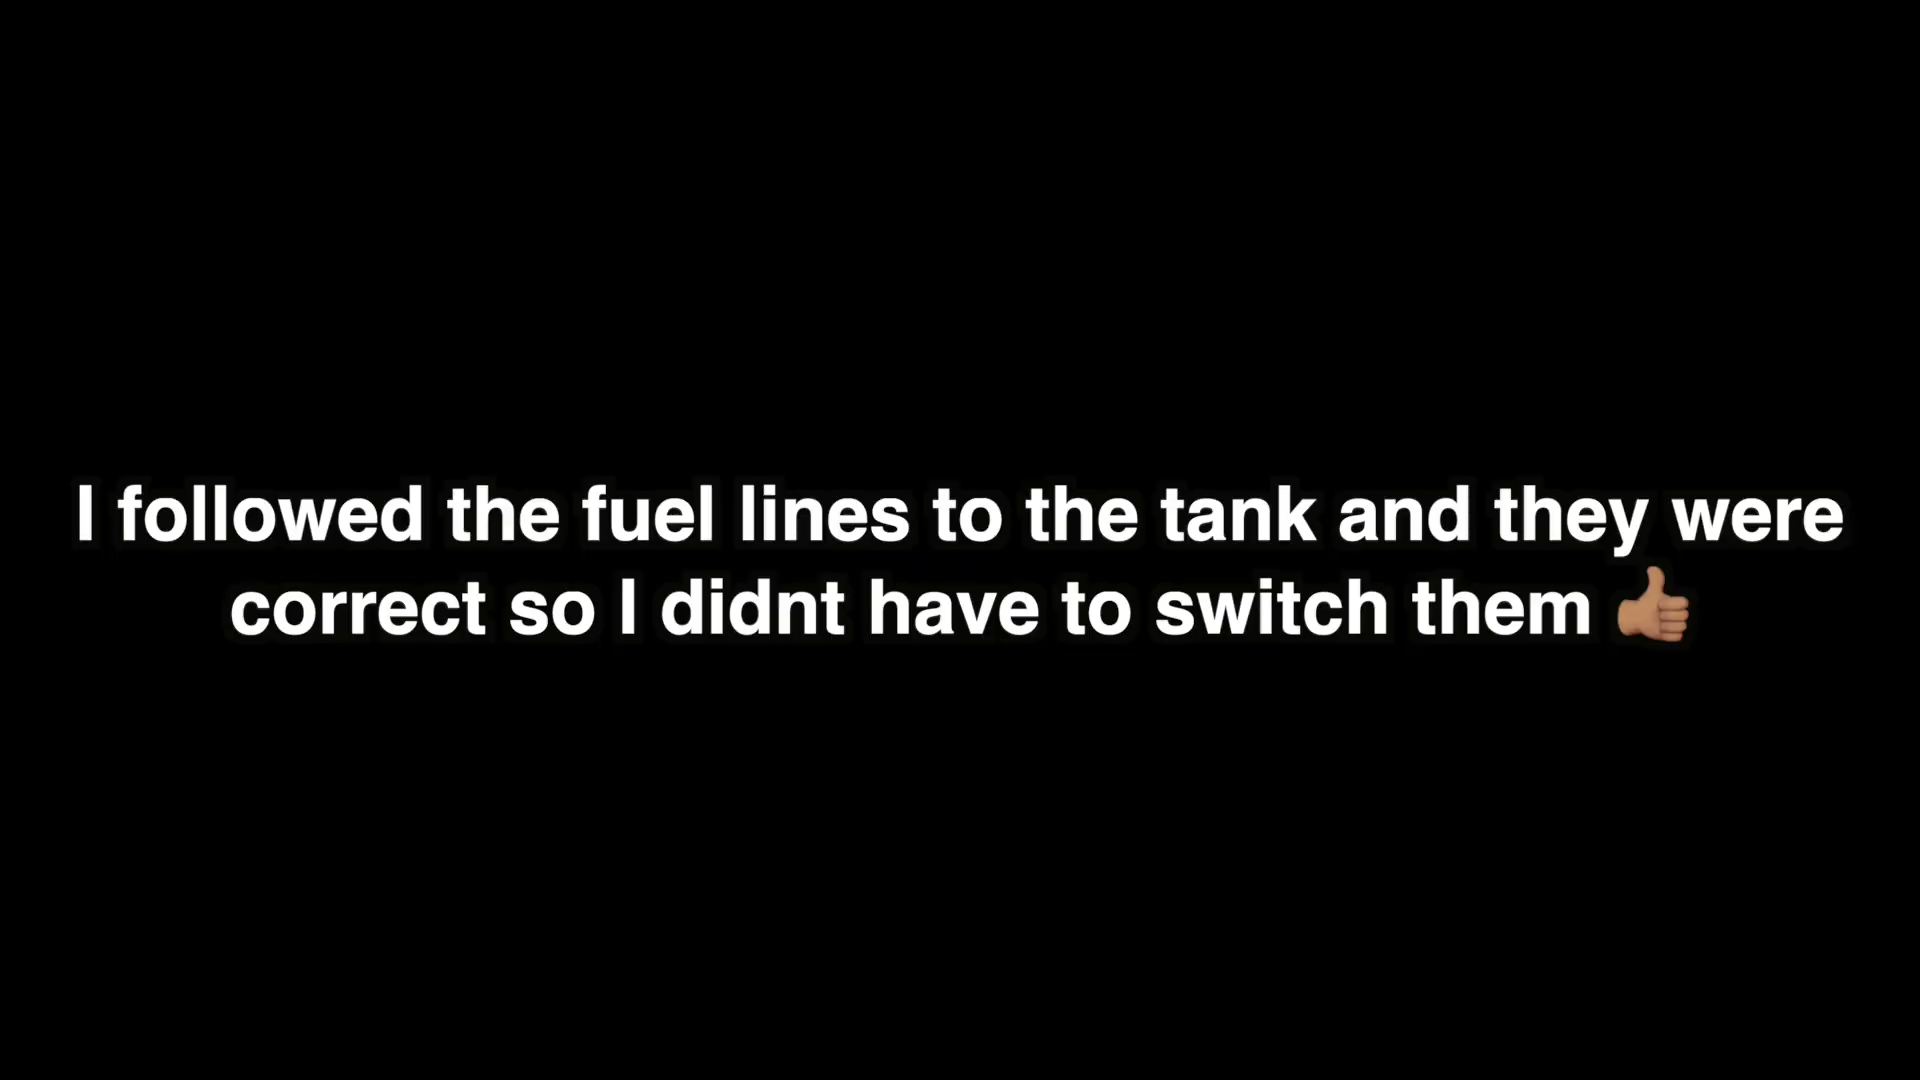 I followed the fuel lines to the tank and they were
correct so I didnt have to switch them 👍🏽